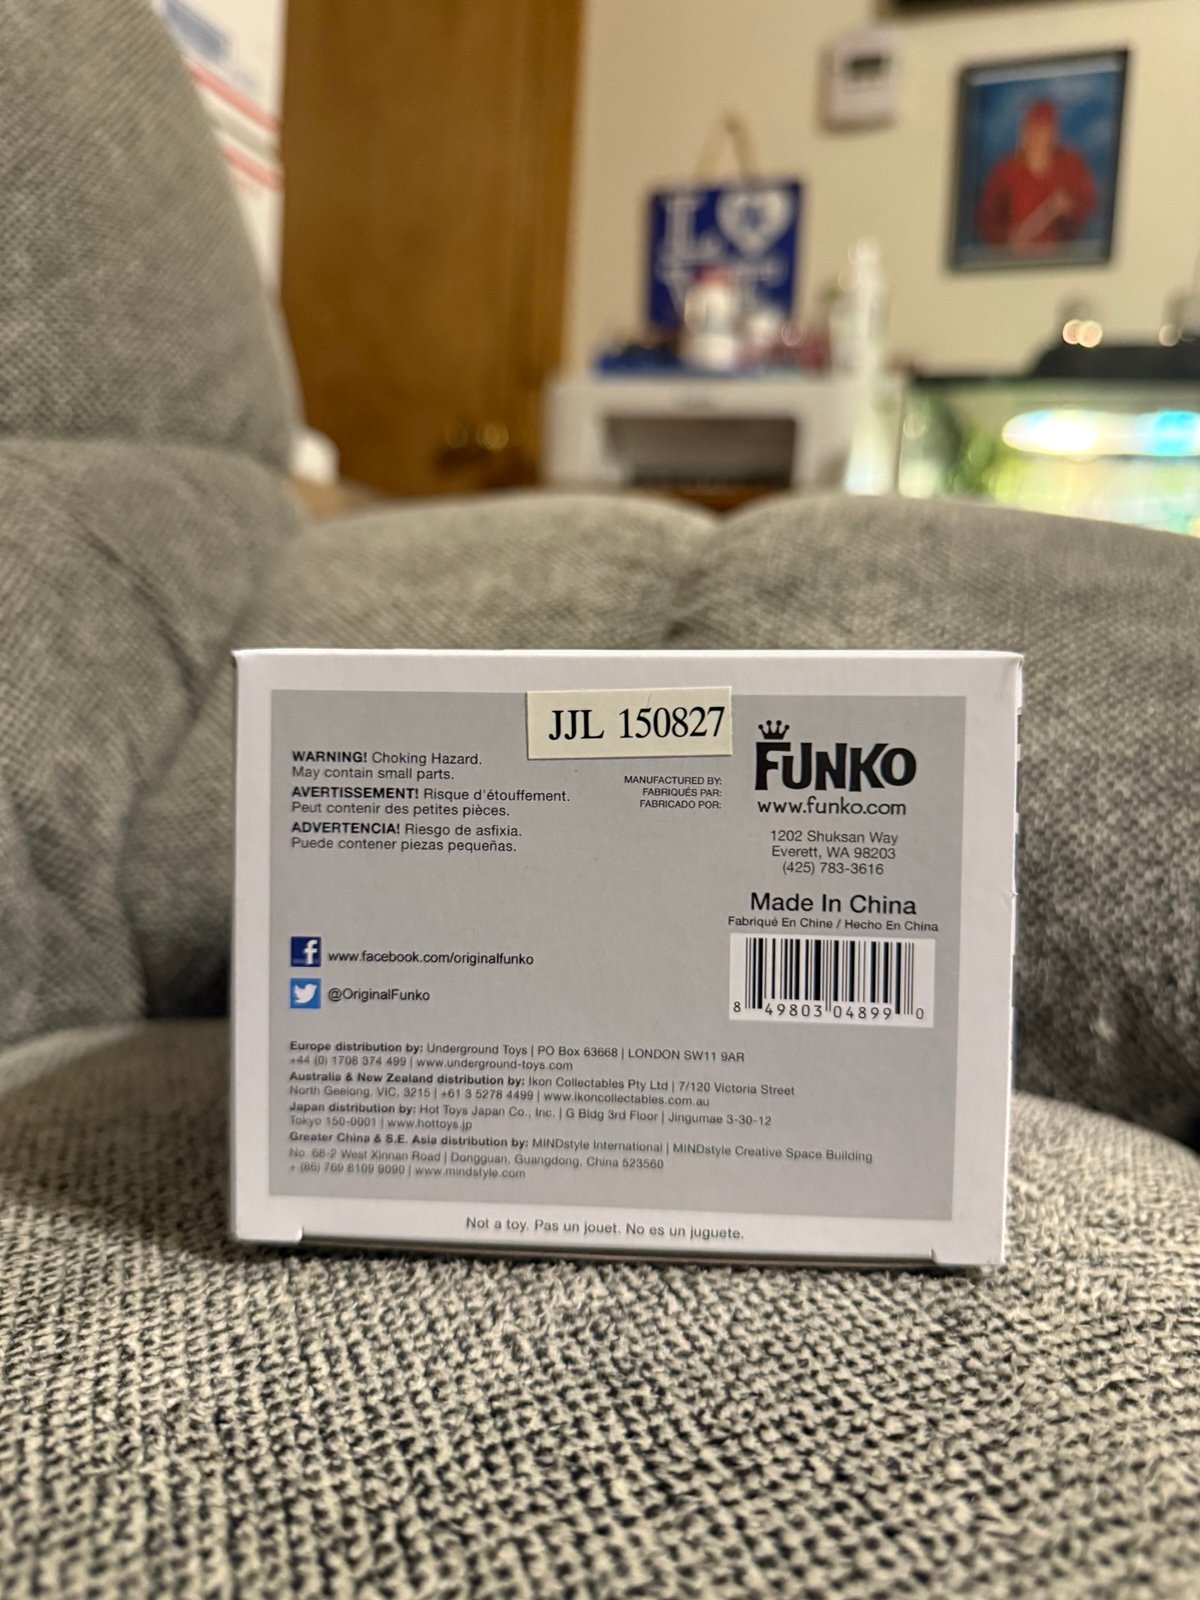 JJL 150827
WARNING! Choking Hazard.
May contain small parts.
AVERTISSEMENT! Risque d'étouffement.
Peut contenir des petites pièces.
ADVERTENCIA! Riesgo de asfixia.
Puede contener piezas pequeñas.
MANUFACTURED BY:
FABRIQUÉS PAR:
FABRICADO POR:
FUNKO
www.funko.com
1202 Shuksan Way
Everett, WA 98203
(425) 783-3616
Made In China
Fabriqué En Chine / Hecho En China
8 49803 04899 0
f www.facebook.com/originalfunko
@OriginalFunko
Europe distribution by: Underground Toys | PO Box 63668 | LONDON SW11 9AR
+44 (0) 1708 374 499 | www.underground-toys.com
Australia & New Zealand distribution by: Ikon Collectables Pty Ltd | 7/120 Victoria Street
North Geelong, VIC, 3215 | +61 3 5278 4499 | www.ikoncollectables.com.au
Japan distribution by: Hot Toys Japan Co., Inc. | G Bldg 3rd Floor | Jingumae 3-30-12
Tokyo 150-0001 | www.hottoys.jp
Greater China & S.E. Asia distribution by: MINDstyle International | MINDstyle Creative Space Building
No. 68-2 West Xinnan Road | Dongguan, Guangdong, China 523560
+ (86) 769 8109 9090 | www.mindstyle.com
Not a toy. Pas un jouet. No es un juguete.